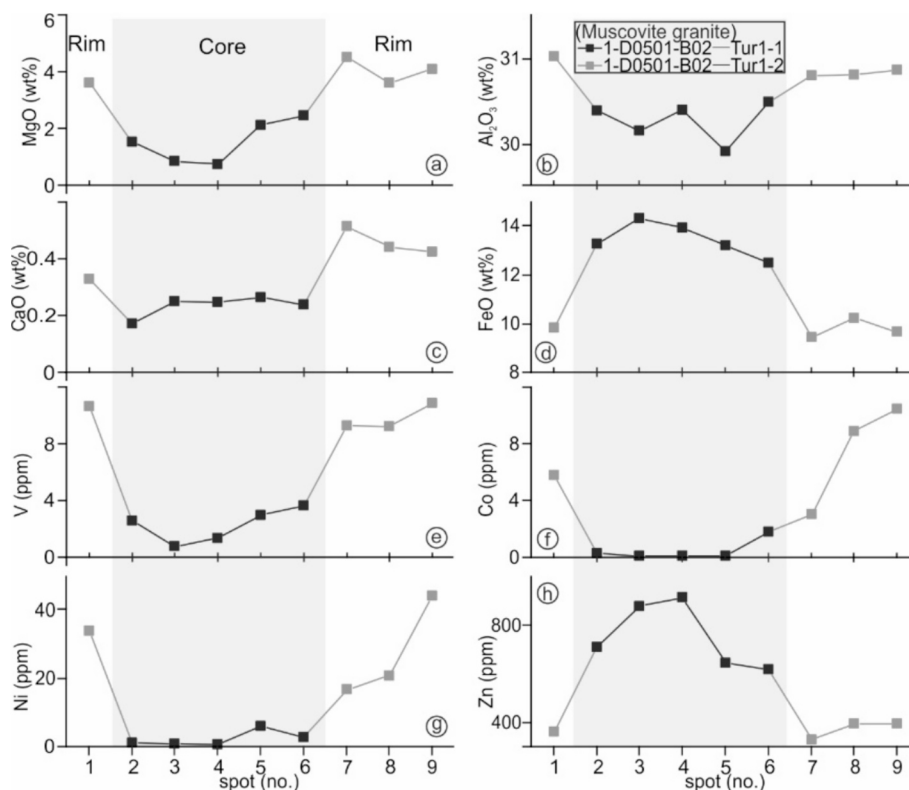 Rim
Core
Rim
6
4
2
0
MgO (wt%)
a
(Muscovite granite)
1-D0501-B02 Tur1-1
1-D0501-B02 Tur1-2
31
30
Al₂O₃ (wt%)
b
0.4
0.2
0
CaO (wt%)
c
14
12
10
8
FeO (wt%)
d
8
4
0
V (ppm)
e
8
4
0
Co (ppm)
f
40
20
0
Ni (ppm)
g
1 2 3 4 5 6 7 8 9
spot (no.)
800
400
Zn (ppm)
h
1 2 3 4 5 6 7 8 9
spot (no.)